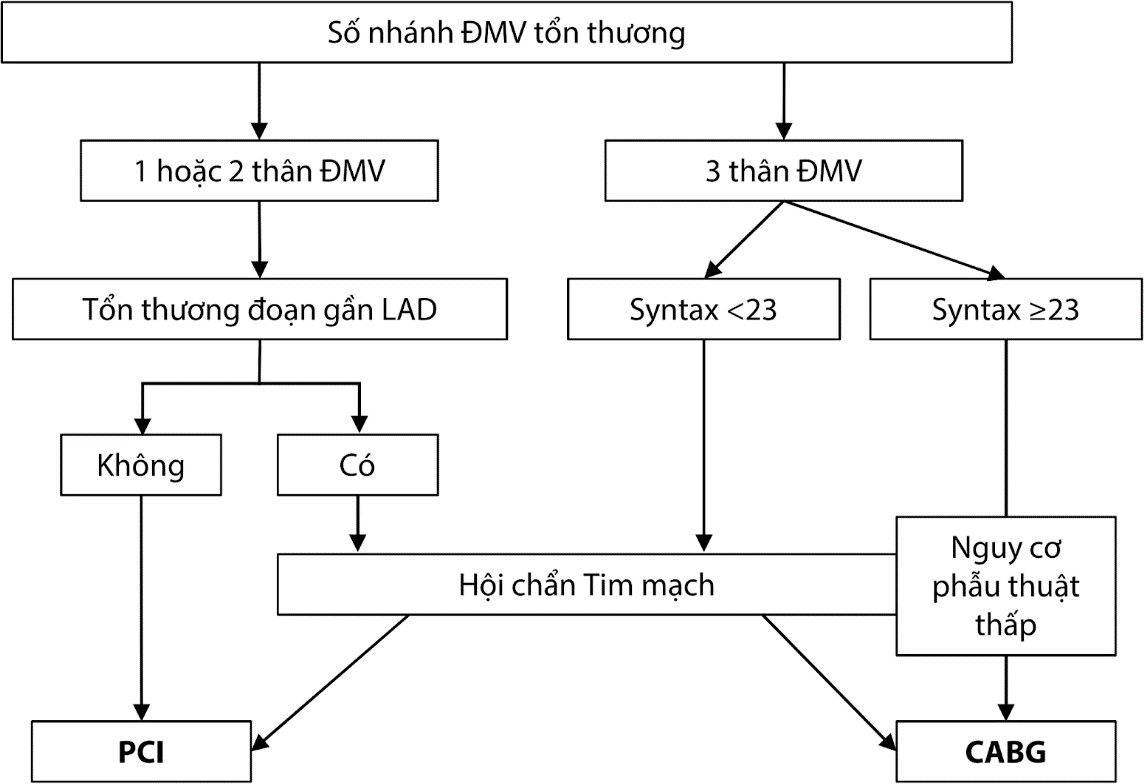 Số nhánh ĐMV tổn thương
1 hoặc 2 thân ĐMV
3 thân ĐMV
Tổn thương đoạn gần LAD
Syntax <23
Syntax ≥23
Không
Có
Hội chẩn Tim mạch
Nguy cơ
phẫu thuật
thấp
PCI
CABG